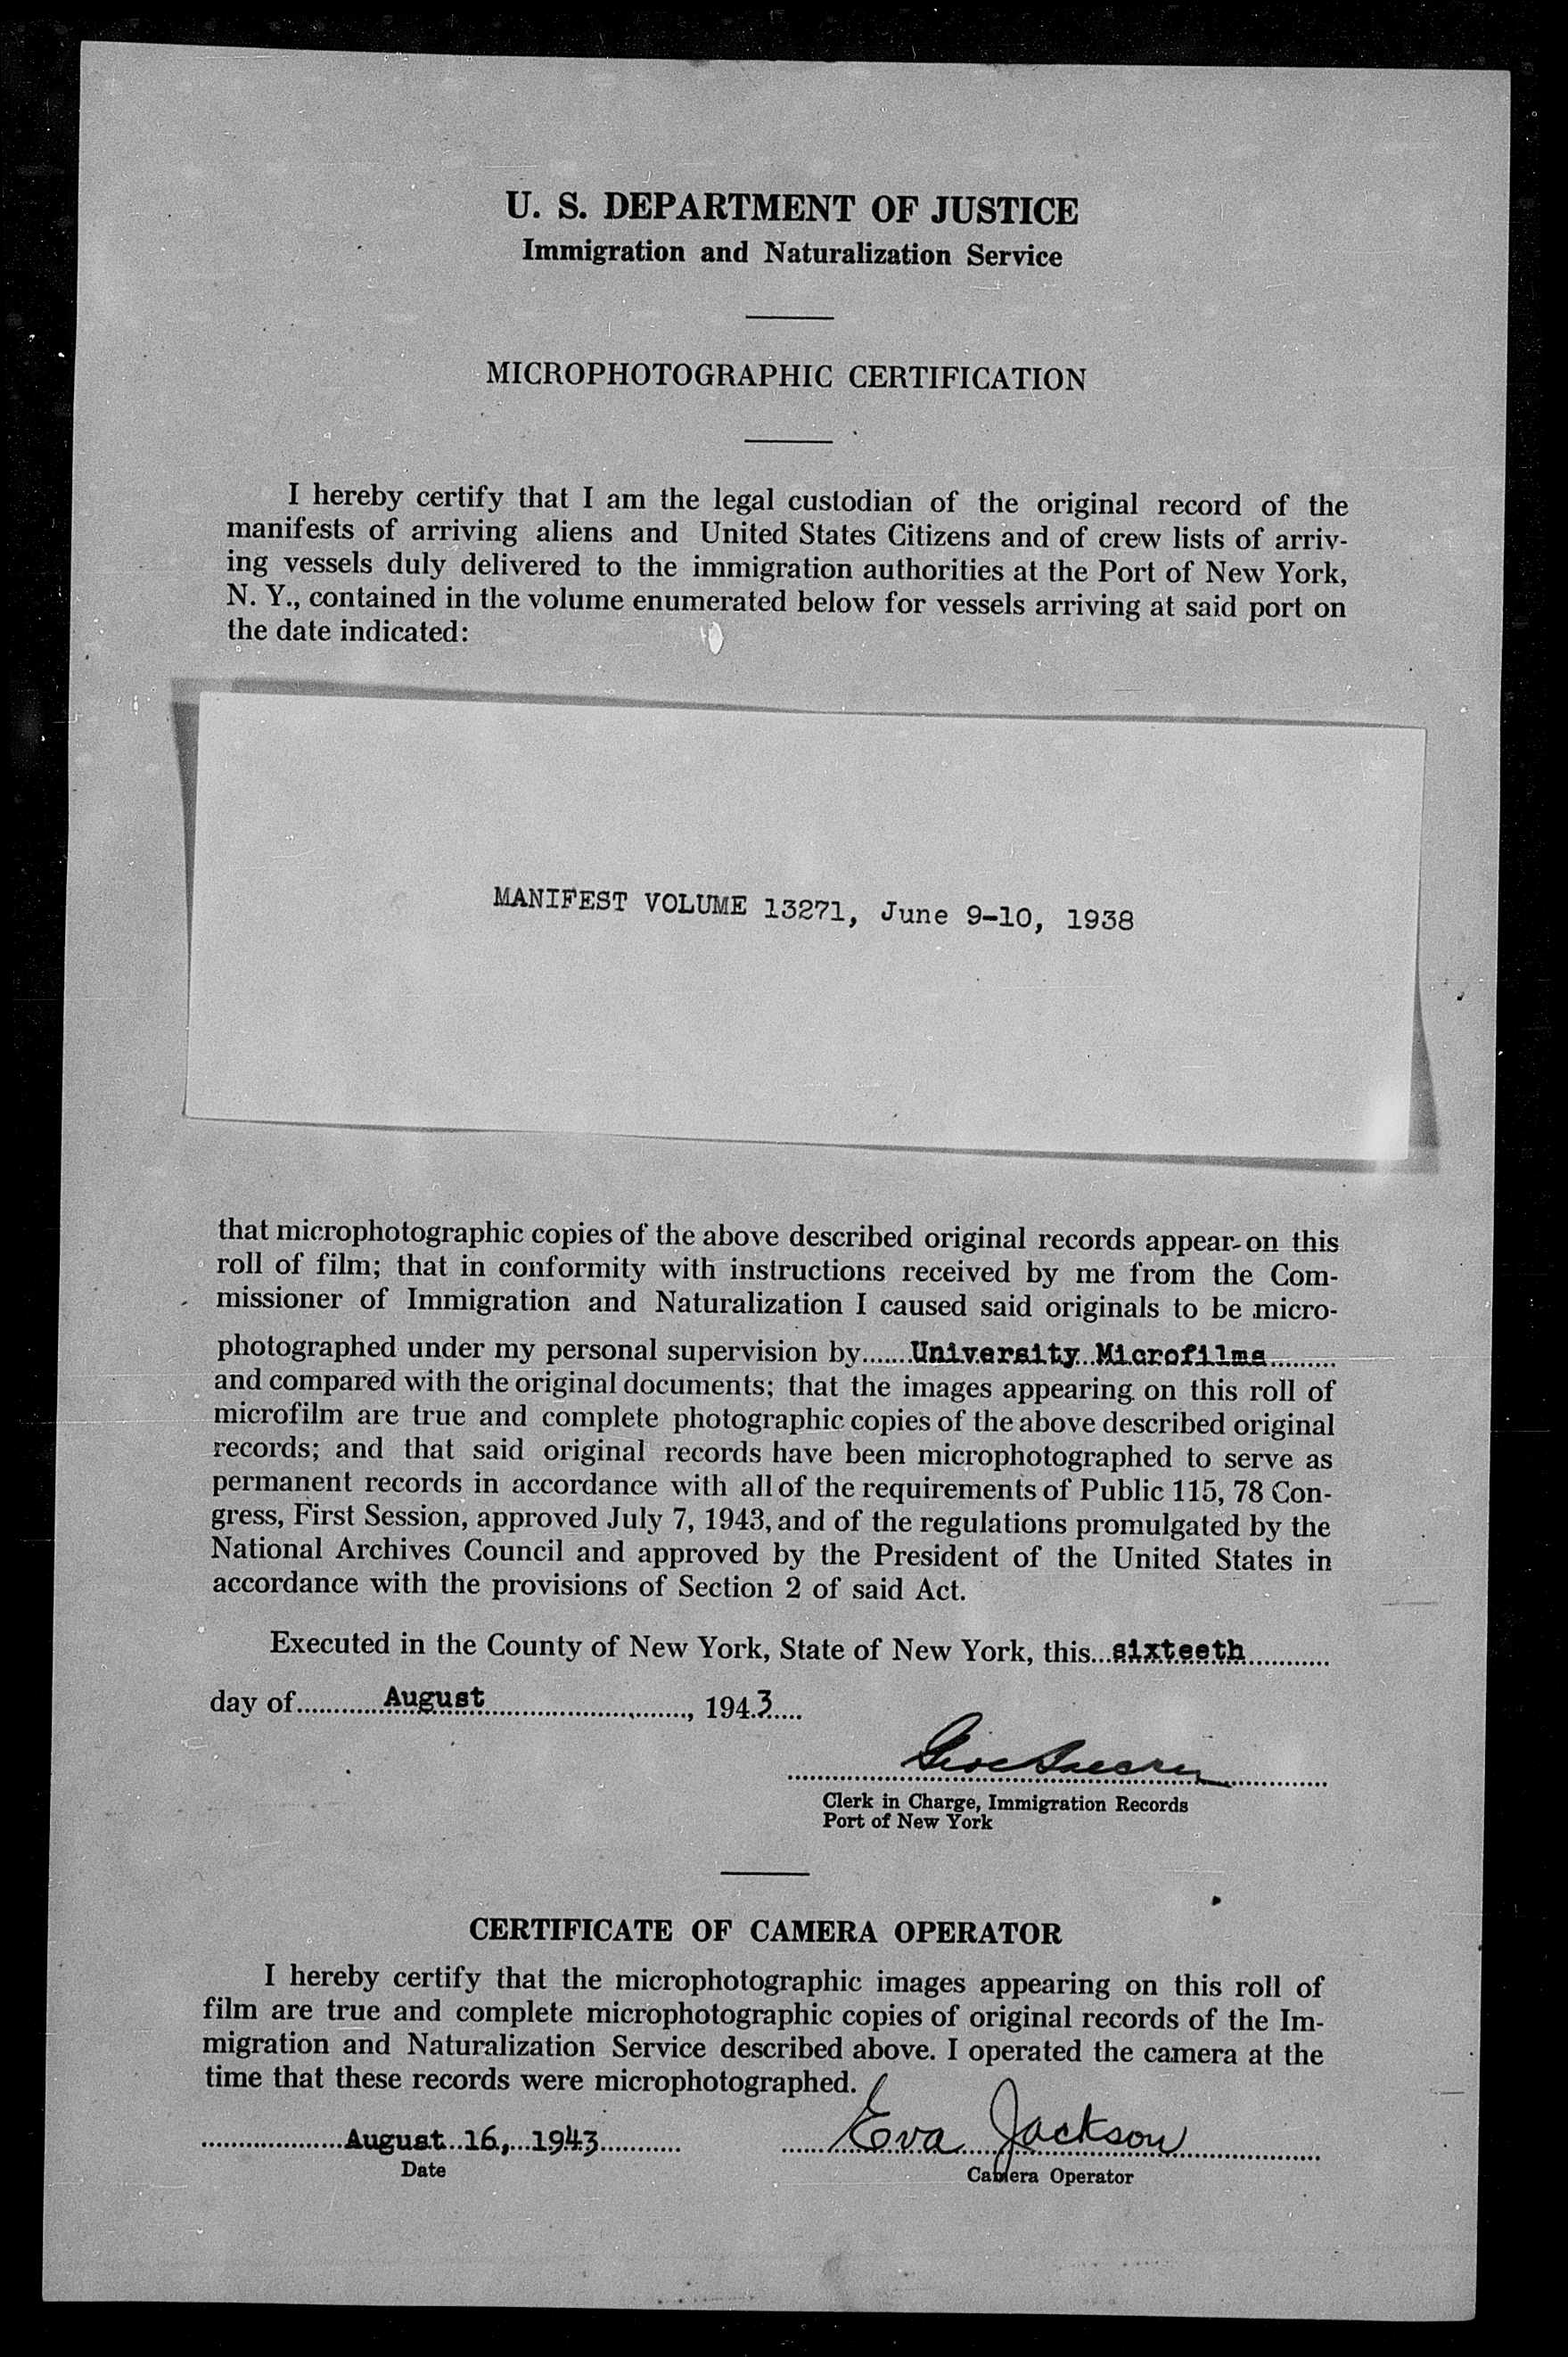 U. S. DEPARTMENT OF JUSTICE
Immigration and Naturalization Service
MICROPHOTOGRAPHIC CERTIFICATION
I hereby certify that I am the legal custodian of the original record of the
manifests of arriving aliens and United States Citizens and of crew lists of arriv-
ing vessels duly delivered to the immigration authorities at the Port of New York,
N. Y., contained in the volume enumerated below for vessels arriving at said port on
the date indicated:
MANIFEST VOLUME 13271, June 9-10, 1938
that microphotographic copies of the above described original records appear on this
roll of film; that in conformity with instructions received by me from the Com-
missioner of Immigration and Naturalization I caused said originals to be micro-
photographed under my personal supervision by University Microfilms
and compared with the original documents; that the images appearing on this roll of
microfilm are true and complete photographic copies of the above described original
records; and that said original records have been microphotographed to serve as
permanent records in accordance with all of the requirements of Public 115, 78 Con-
gress, First Session, approved July 7, 1943, and of the regulations promulgated by the
National Archives Council and approved by the President of the United States in
accordance with the provisions of Section 2 of said Act.
Executed in the County of New York, State of New York, this sixteeth
day of August, 1943
Clerk in Charge, Immigration Records
Port of New York
CERTIFICATE OF CAMERA OPERATOR
I hereby certify that the microphotographic images appearing on this roll of
film are true and complete microphotographic copies of original records of the Im-
migration and Naturalization Service described above. I operated the camera at the
time that these records were microphotographed.
August 16, 1943 Eva Jackson
Date Camera Operator